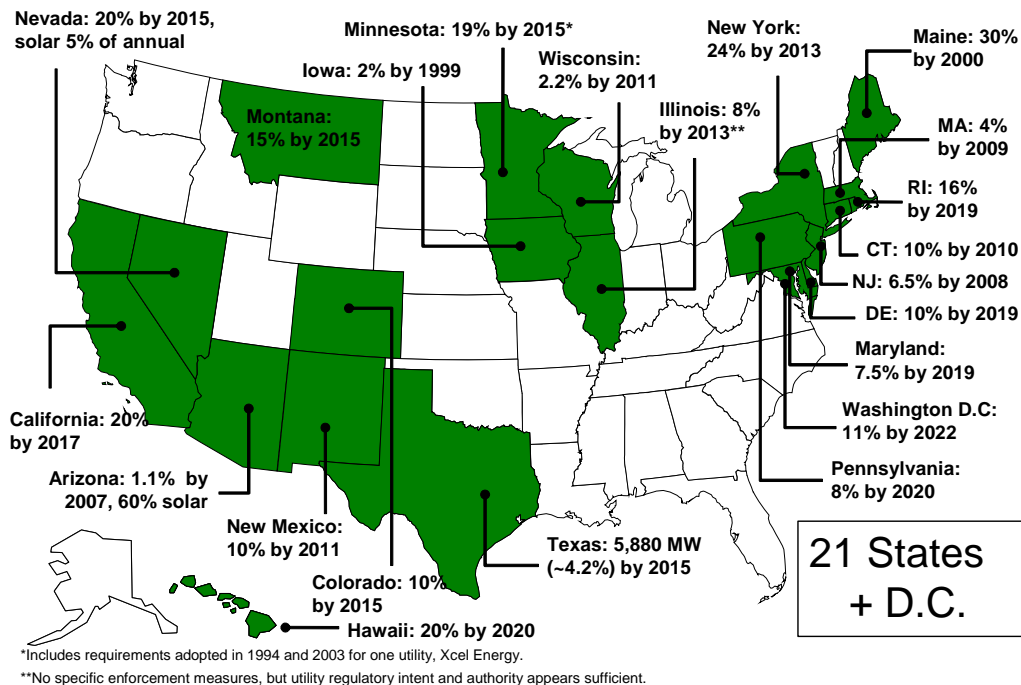 Nevada: 20% by 2015,
solar 5% of annual
Minnesota: 19% by 2015*
Iowa: 2% by 1999
Wisconsin:
2.2% by 2011
New York:
24% by 2013
Maine: 30%
by 2000
Illinois: 8%
by 2013**
Montana:
15% by 2015
MA: 4%
by 2009
RI: 16%
by 2019
CT: 10% by 2010
NJ: 6.5% by 2008
DE: 10% by 2019
Maryland:
7.5% by 2019
Washington D.C:
11% by 2022
Pennsylvania:
8% by 2020
California: 20%
by 2017
Arizona: 1.1% by
2007, 60% solar
New Mexico:
10% by 2011
Colorado: 10%
by 2015
Texas: 5,880 MW
(~4.2%) by 2015
Hawaii: 20% by 2020
21 States
+ D.C.
*Includes requirements adopted in 1994 and 2003 for one utility, Xcel Energy.
**No specific enforcement measures, but utility regulatory intent and authority appears sufficient.